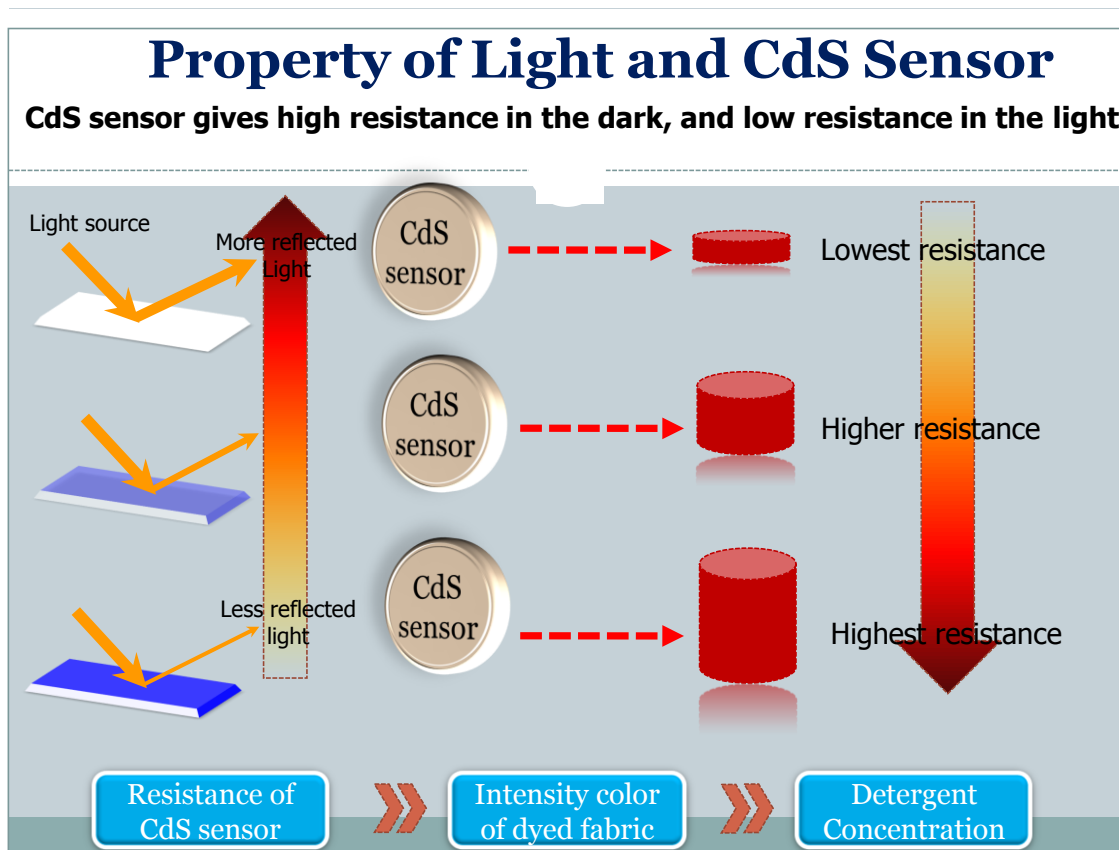 Property of Light and CdS Sensor
CdS sensor gives high resistance in the dark, and low resistance in the light
Light source
More reflected
Light
CdS
sensor
Lowest resistance
CdS
sensor
Higher resistance
Less reflected
light
CdS
sensor
Highest resistance
Resistance of
CdS sensor
Intensity color
of dyed fabric
Detergent
Concentration